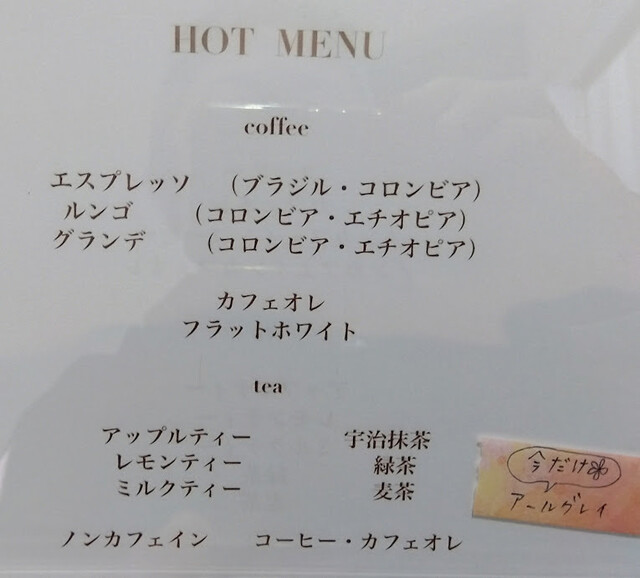 HOT MENU
coffee
エスプレッソ （ブラジル・コロンビア）
ルンゴ （コロンビア・エチオピア）
グランデ （コロンビア・エチオピア）
カフェオレ
フラットホワイト
tea
アップルティー 宇治抹茶
レモンティー 緑茶
ミルクティー 麦茶
今だけ
アールグレイ
ノンカフェイン コーヒー・カフェオレ